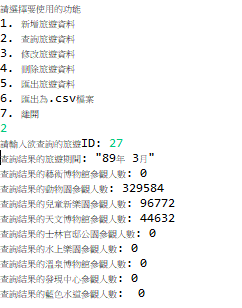 請選擇要使用的功能
1. 新增旅遊資料
2. 查詢旅遊資料
3. 修改旅遊資料
4. 刪除旅遊資料
5. 匯出旅遊資料
6. 匯出為.csv檔案
7. 離開
2
請輸入欲查詢的旅遊ID: 27
查詢結果的旅遊期間: "89年 3月"
查詢結果的藝術博物館參觀人數: 0
查詢結果的動物園參觀人數: 329584
查詢結果的兒童新樂園參觀人數: 96772
查詢結果的天文博物館參觀人數: 44632
查詢結果的士林官邸公園參觀人數: 0
查詢結果的水上樂園參觀人數: 0
查詢結果的溫泉博物館參觀人數: 0
查詢結果的發現中心參觀人數: 0
查詢結果的藍色水道參觀人數:  0